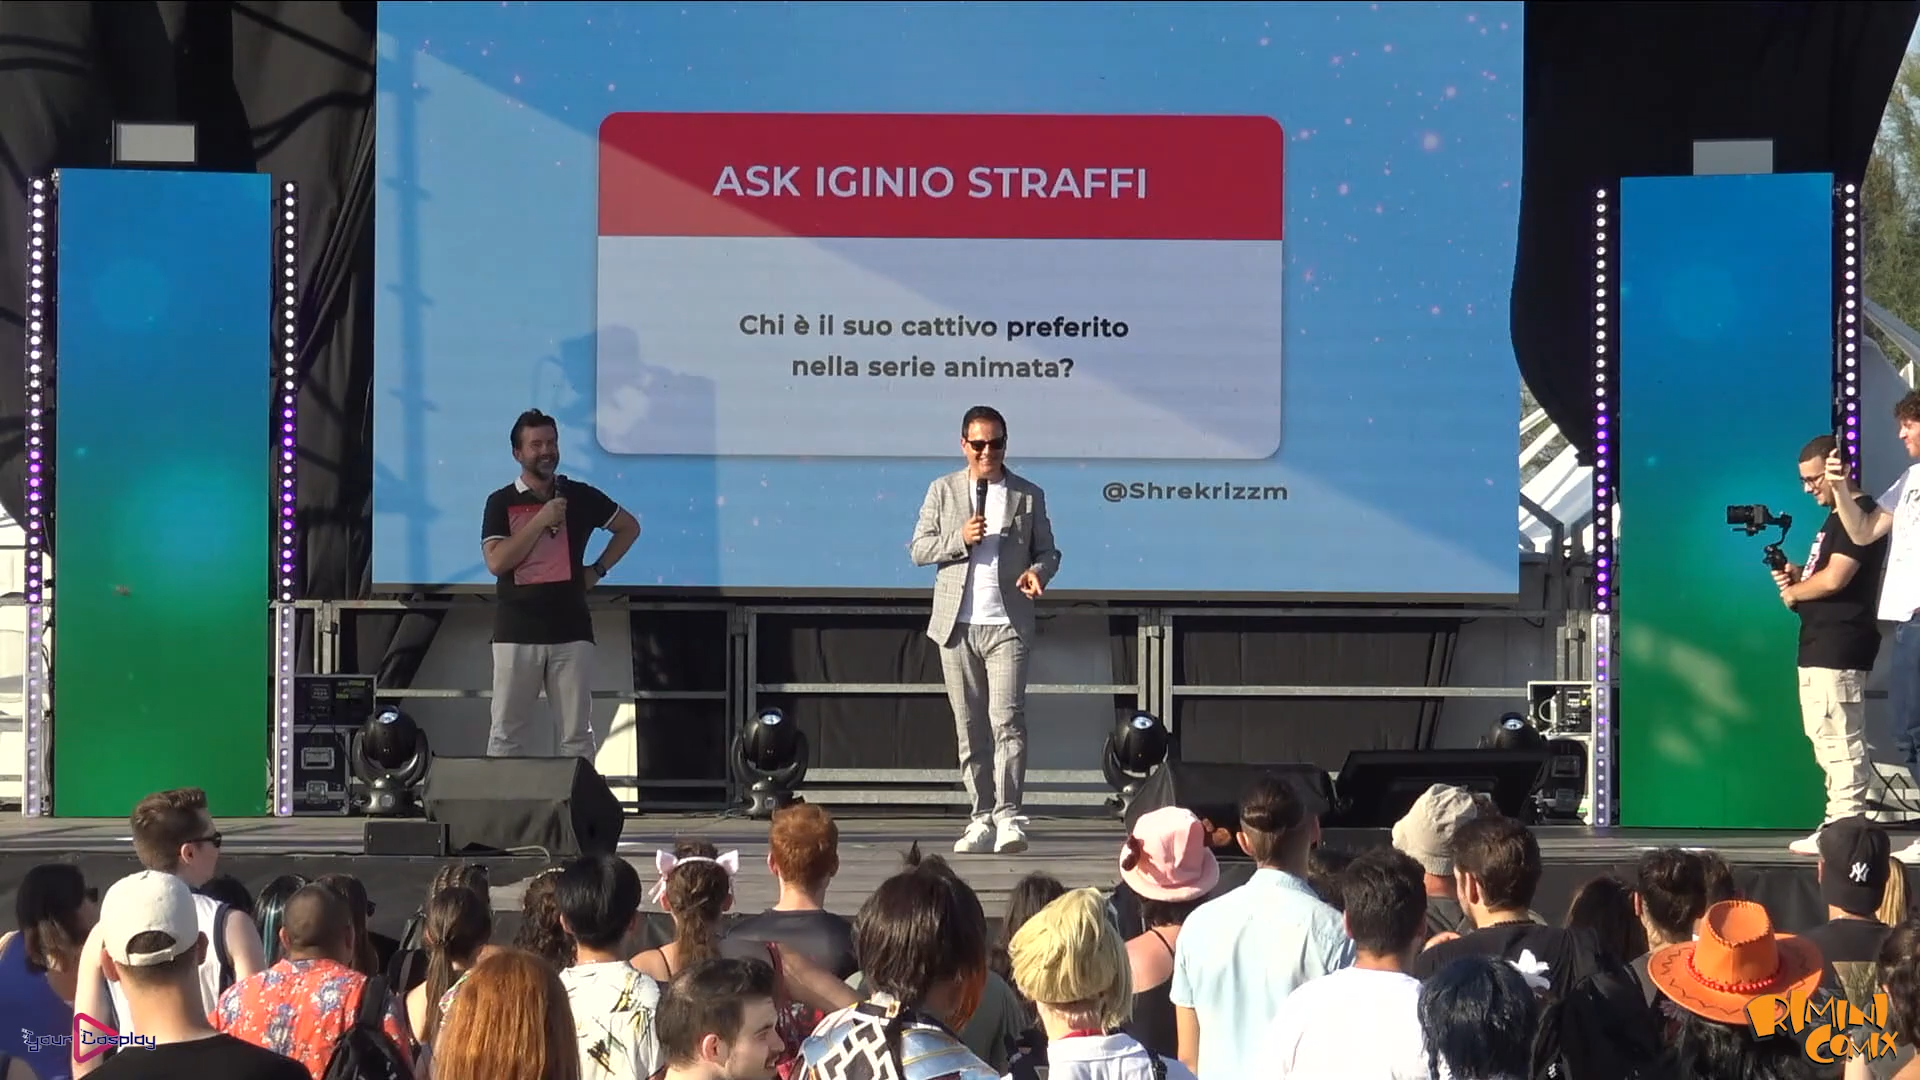 ASK IGINIO STRAFFI
Chi è il suo cattivo preferito
nella serie animata?
@Shrekrizzm
Your Cosplay
RIMINI
COMIX